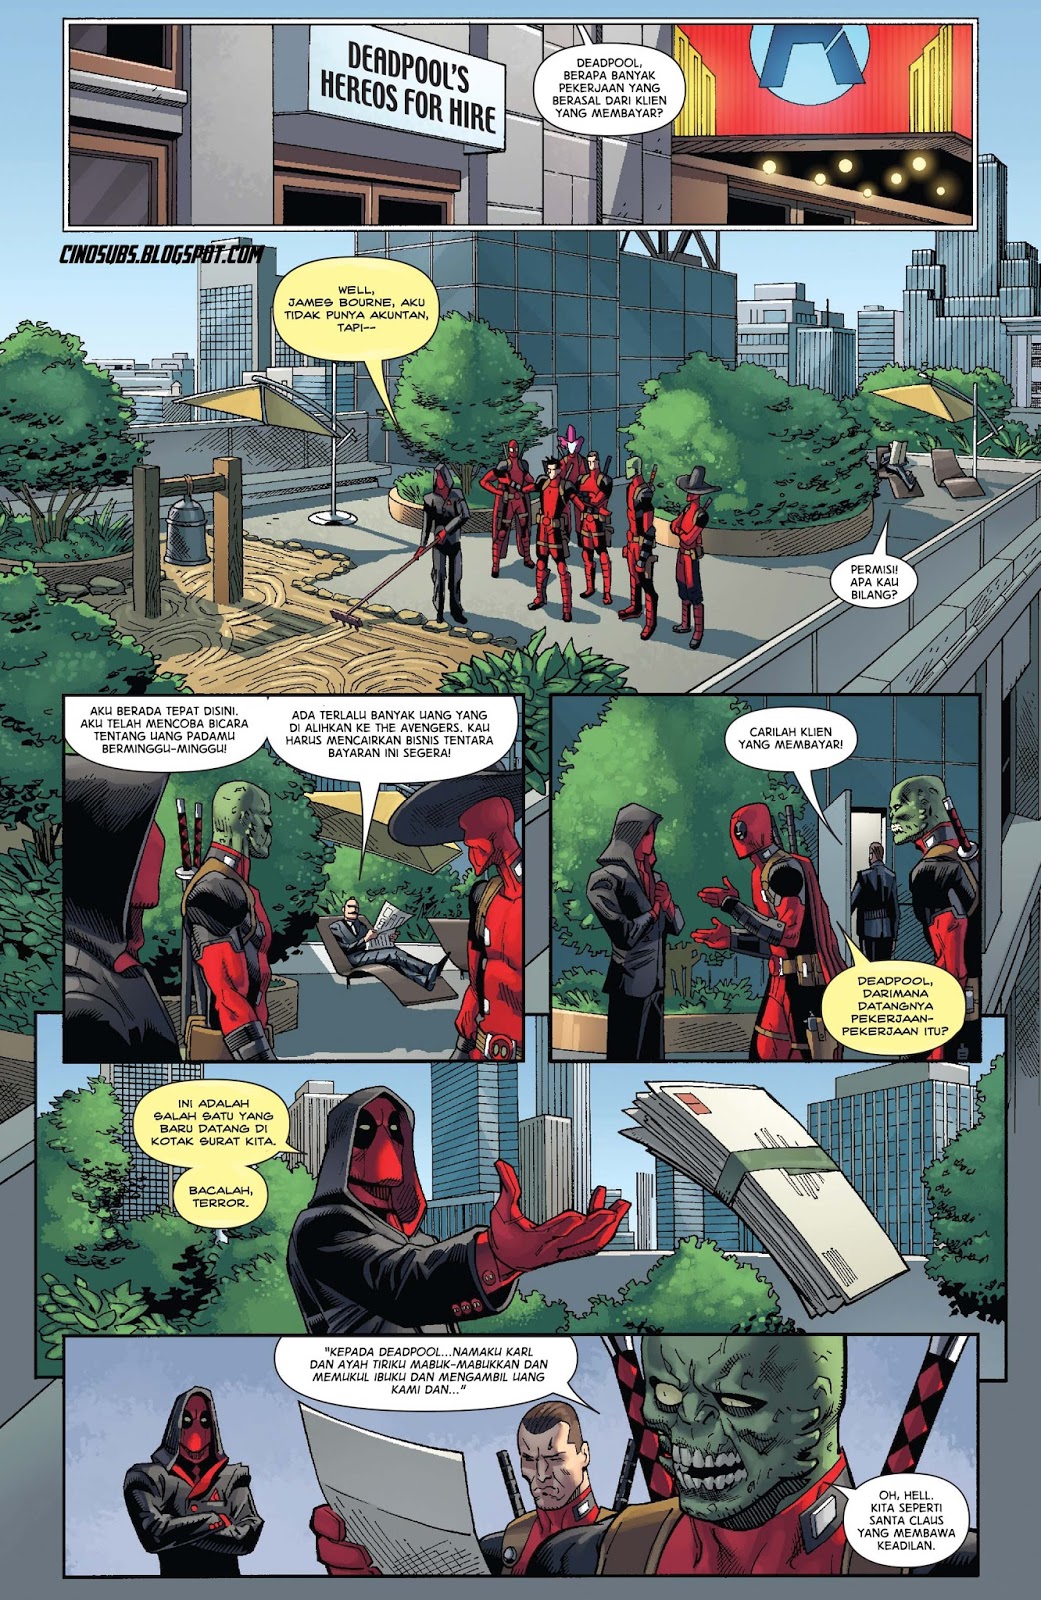 DEADPOOL'S
HEREOS FOR HIRE
DEADPOOL,
BERAPA BANYAK
PEKERJAAN YANG
BERASAL DARI KLIEN
YANG MEMBAYAR?
CINOSUBS.BLOGSPOT.COM
WELL,
JAMES BOURNE, AKU
TIDAK PUNYA AKUNTAN,
TAPI--
PERMISI!
APA KAU
BILANG?
AKU BERADA TEPAT DISINI.
AKU TELAH MENCOBA BICARA
TENTANG UANG PADAMU
BERMINGGU-MINGGU!
ADA TERLALU BANYAK UANG YANG
DI ALIHKAN KE THE AVENGERS. KAU
HARUS MENCAIRKAN BISNIS TENTARA
BAYARAN INI SEGERA!
CARILAH KLIEN
YANG MEMBAYAR!
DEADPOOL,
DARIMANA
DATANGNYA
PEKERJAAN-
PEKERJAAN ITU?
INI ADALAH
SALAH SATU YANG
BARU DATANG DI
KOTAK SURAT KITA.
BACALAH,
TERROR.
"KEPADA DEADPOOL...NAMAKU KARL
DAN AYAH TIRIKU MABUK-MABUKKAN DAN
MEMUKUL IBUKU DAN MENGAMBIL UANG
KAMI DAN..."
OH, HELL.
KITA SEPERTI
SANTA CLAUS
YANG MEMBAWA
KEADILAN.